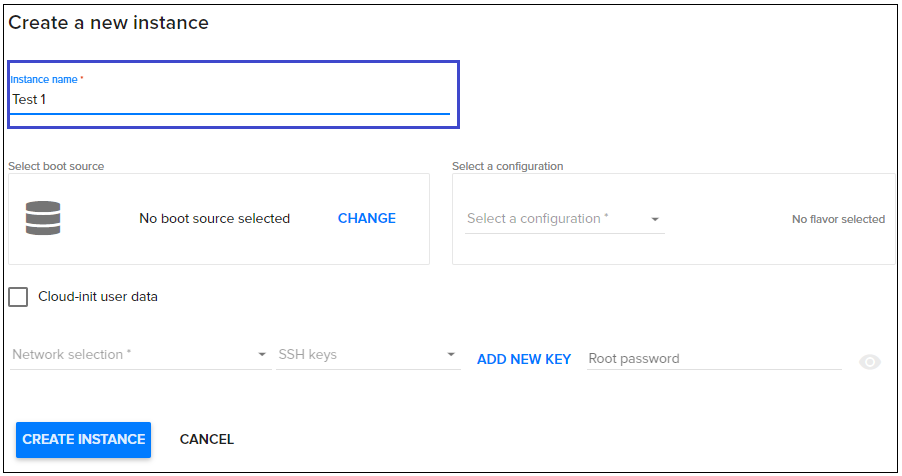 Create a new instance
Instance name *
Test 1
Select boot source
Select a configuration
No boot source selected CHANGE
Select a configuration * No flavor selected
Cloud-init user data
Network selection * SSH keys ADD NEW KEY Root password
CREATE INSTANCE CANCEL